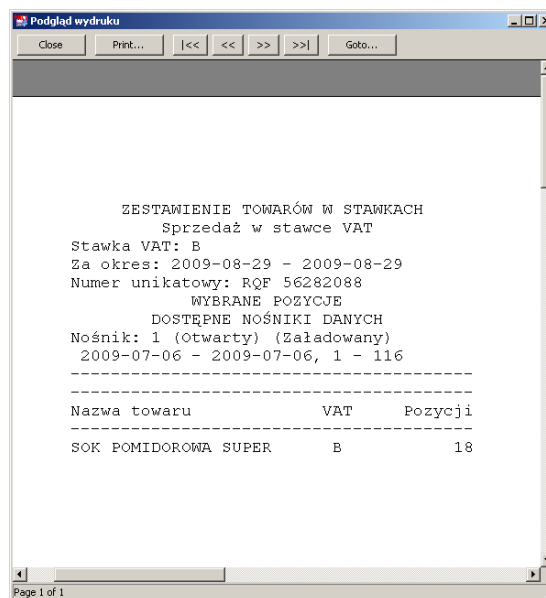 Podgląd wydruku
Close Print... |<< << >> >>| Goto...
ZESTAWIENIE TOWARÓW W STAWKACH
Sprzedaż w stawce VAT
Stawka VAT: B
Za okres: 2009-08-29 - 2009-08-29
Numer unikatowy: RQF 56282088
WYBRANE POZYCJE
DOSTĘPNE NOŚNIKI DANYCH
Nośnik: 1 (Otwarty) (Załadowany)
2009-07-06 - 2009-07-06, 1 - 116
----------------------------------------
----------------------------------------
Nazwa towaru VAT Pozycji
----------------------------------------
SOK POMIDOROWA SUPER B 18
Page 1 of 1